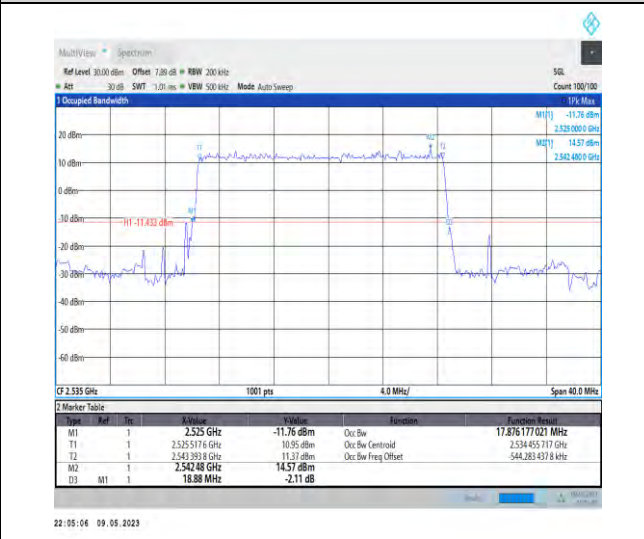 MultiView Spectrum
Ref Level 30.00 dBm Offset 7.89 dB RBW 200 kHz SGL
Att 30 dB SWT 1.01 ms VBW 500 kHz Mode Auto Sweep Count 100/100
1 Occupied Bandwidth 1Pk Max
M1[1] -11.76 dBm
2.525 000 0 GHz
M2[1] 14.57 dBm
2.542 480 0 GHz
20 dBm
T1 M2 T2
10 dBm
0 dBm
M1
-10 dBm
H1 -11.432 dBm D3
-20 dBm
-30 dBm
-40 dBm
-50 dBm
-60 dBm
CF 2.535 GHz 1001 pts 4.0 MHz/ Span 40.0 MHz
2 Marker Table
Type Ref Trc X-Value Y-Value Function Function Result
M1 1 2.525 GHz -11.76 dBm Occ Bw 17.876 177 021 MHz
T1 1 2.525 517 6 GHz 10.95 dBm Occ Bw Centroid 2.534 455 717 GHz
T2 1 2.543 393 8 GHz 11.37 dBm Occ Bw Freq Offset -544.283 437 8 kHz
M2 1 2.542 48 GHz 14.57 dBm
D3 M1 1 18.88 MHz -2.11 dB
22:05:06 09.05.2023